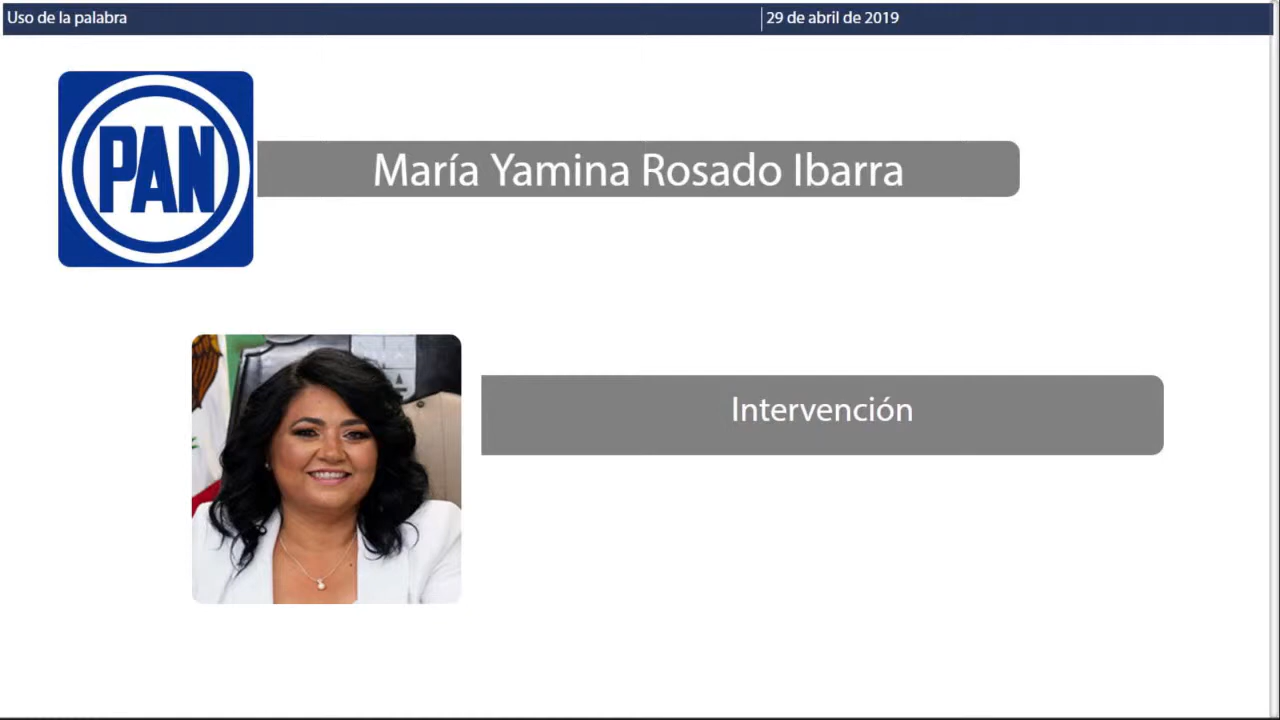 Uso de la palabra
29 de abril de 2019
PAN
María Yamina Rosado Ibarra
Intervención